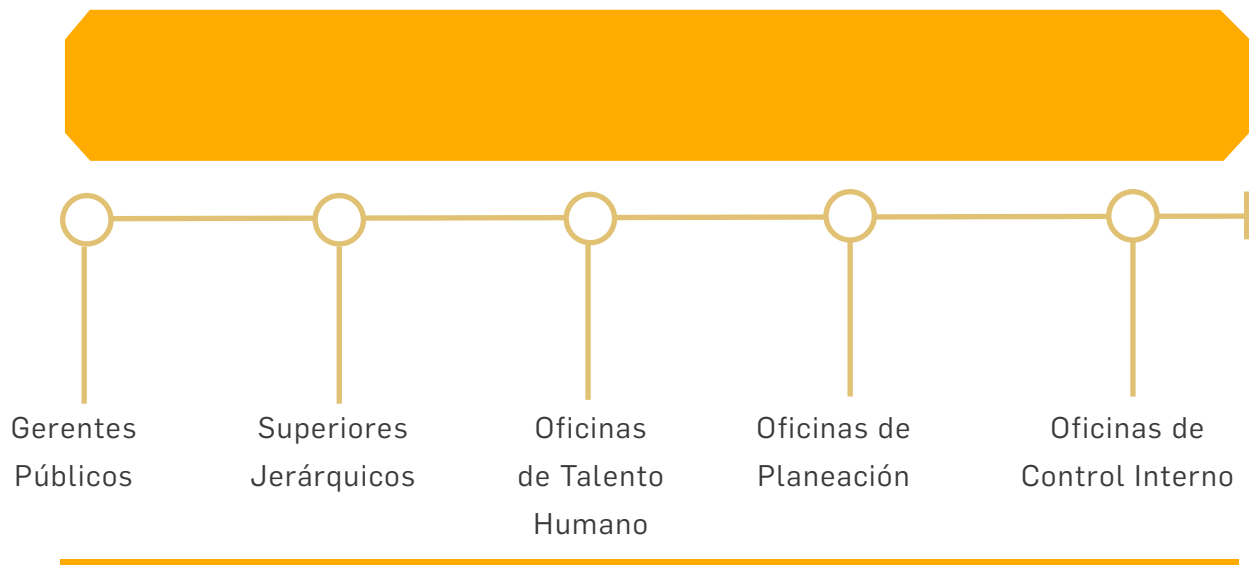 Gerentes
Públicos
Superiores
Jerárquicos
Oficinas
de Talento
Humano
Oficinas de
Planeación
Oficinas de
Control Interno